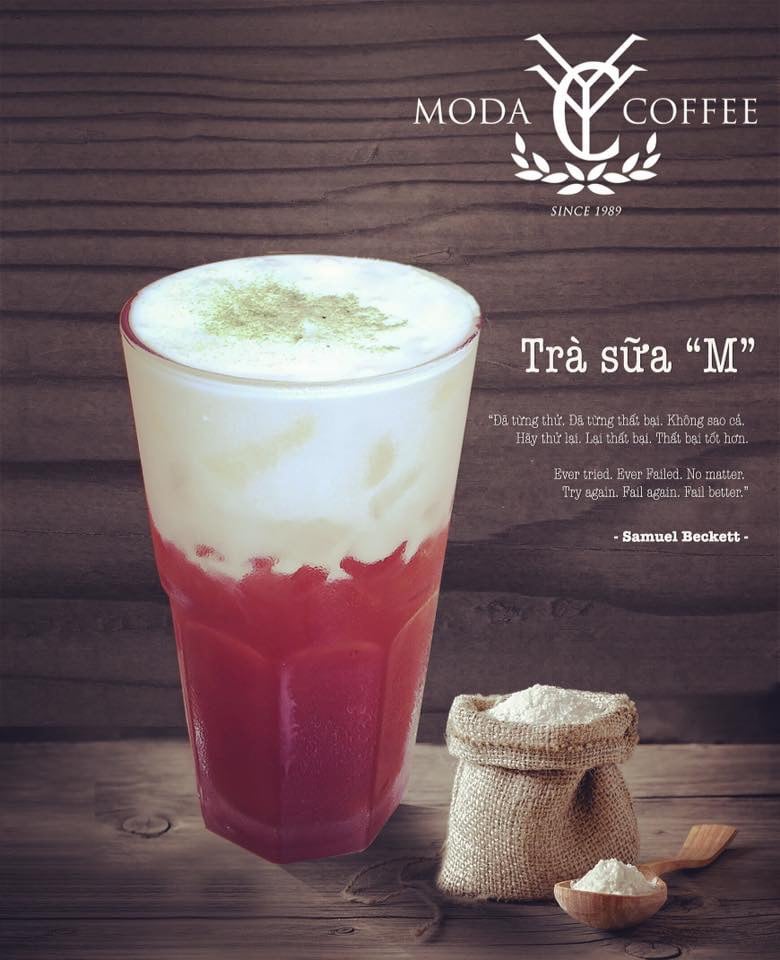 MODA YC COFFEE
SINCE 1989
Trà sữa “M”
“Đã từng thử. Đã từng thất bại. Không sao cả.
Hãy thử lại. Lại thất bại. Thất bại tốt hơn.
Ever tried. Ever Failed. No matter.
Try again. Fail again. Fail better.”
- Samuel Beckett -